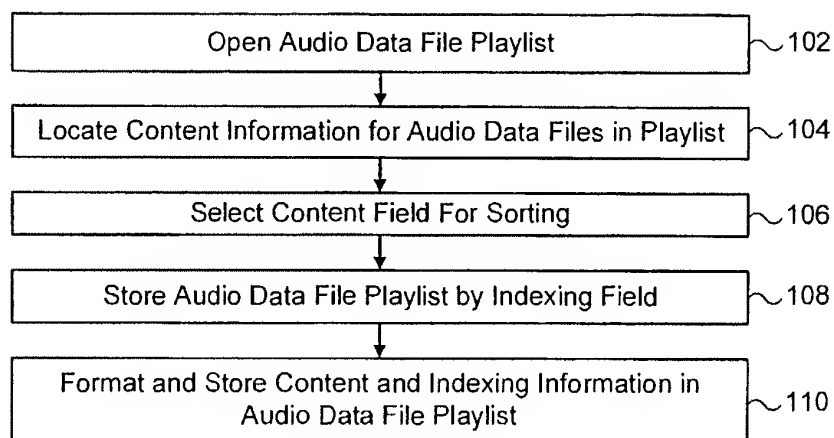 Open Audio Data File Playlist 102
Locate Content Information for Audio Data Files in Playlist 104
Select Content Field For Sorting 106
Store Audio Data File Playlist by Indexing Field 108
Format and Store Content and Indexing Information in
Audio Data File Playlist 110